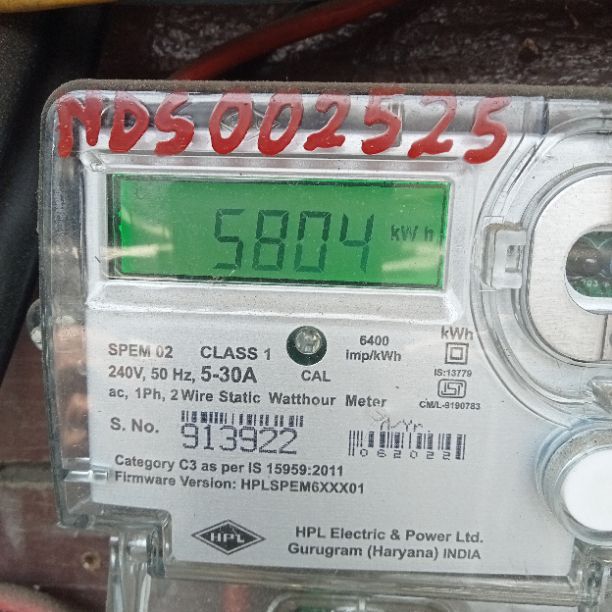 NDS002525
5804 kWh
SPEM 02 CLASS 1 CAL 6400 imp/kWh kWh
240V, 50 Hz, 5-30A IS:13779
ac, 1Ph, 2 Wire Static Watthour Meter CM/L-9190783
S. No. 913922 M/Yr 062022
Category C3 as per IS 15959:2011
Firmware Version: HPLSPEM6XXX01
HPL HPL Electric & Power Ltd.
Gurugram (Haryana) INDIA